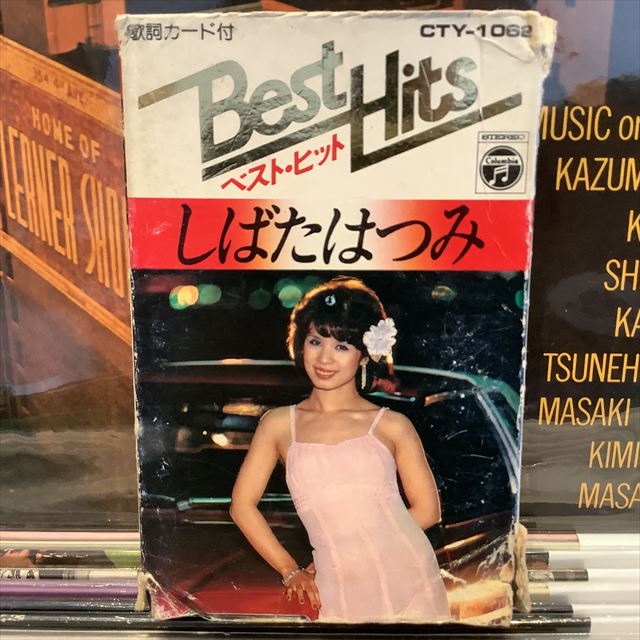 歌詞カード付
CTY-1062
Best Hits
ベスト・ヒット
STEREO
Columbia
しばたはつみ
HOME OF
LERNER SHO
MUSIC
KAZUM
K
SH
KA
TSUNEH
MASAKI
KIMI
MASA